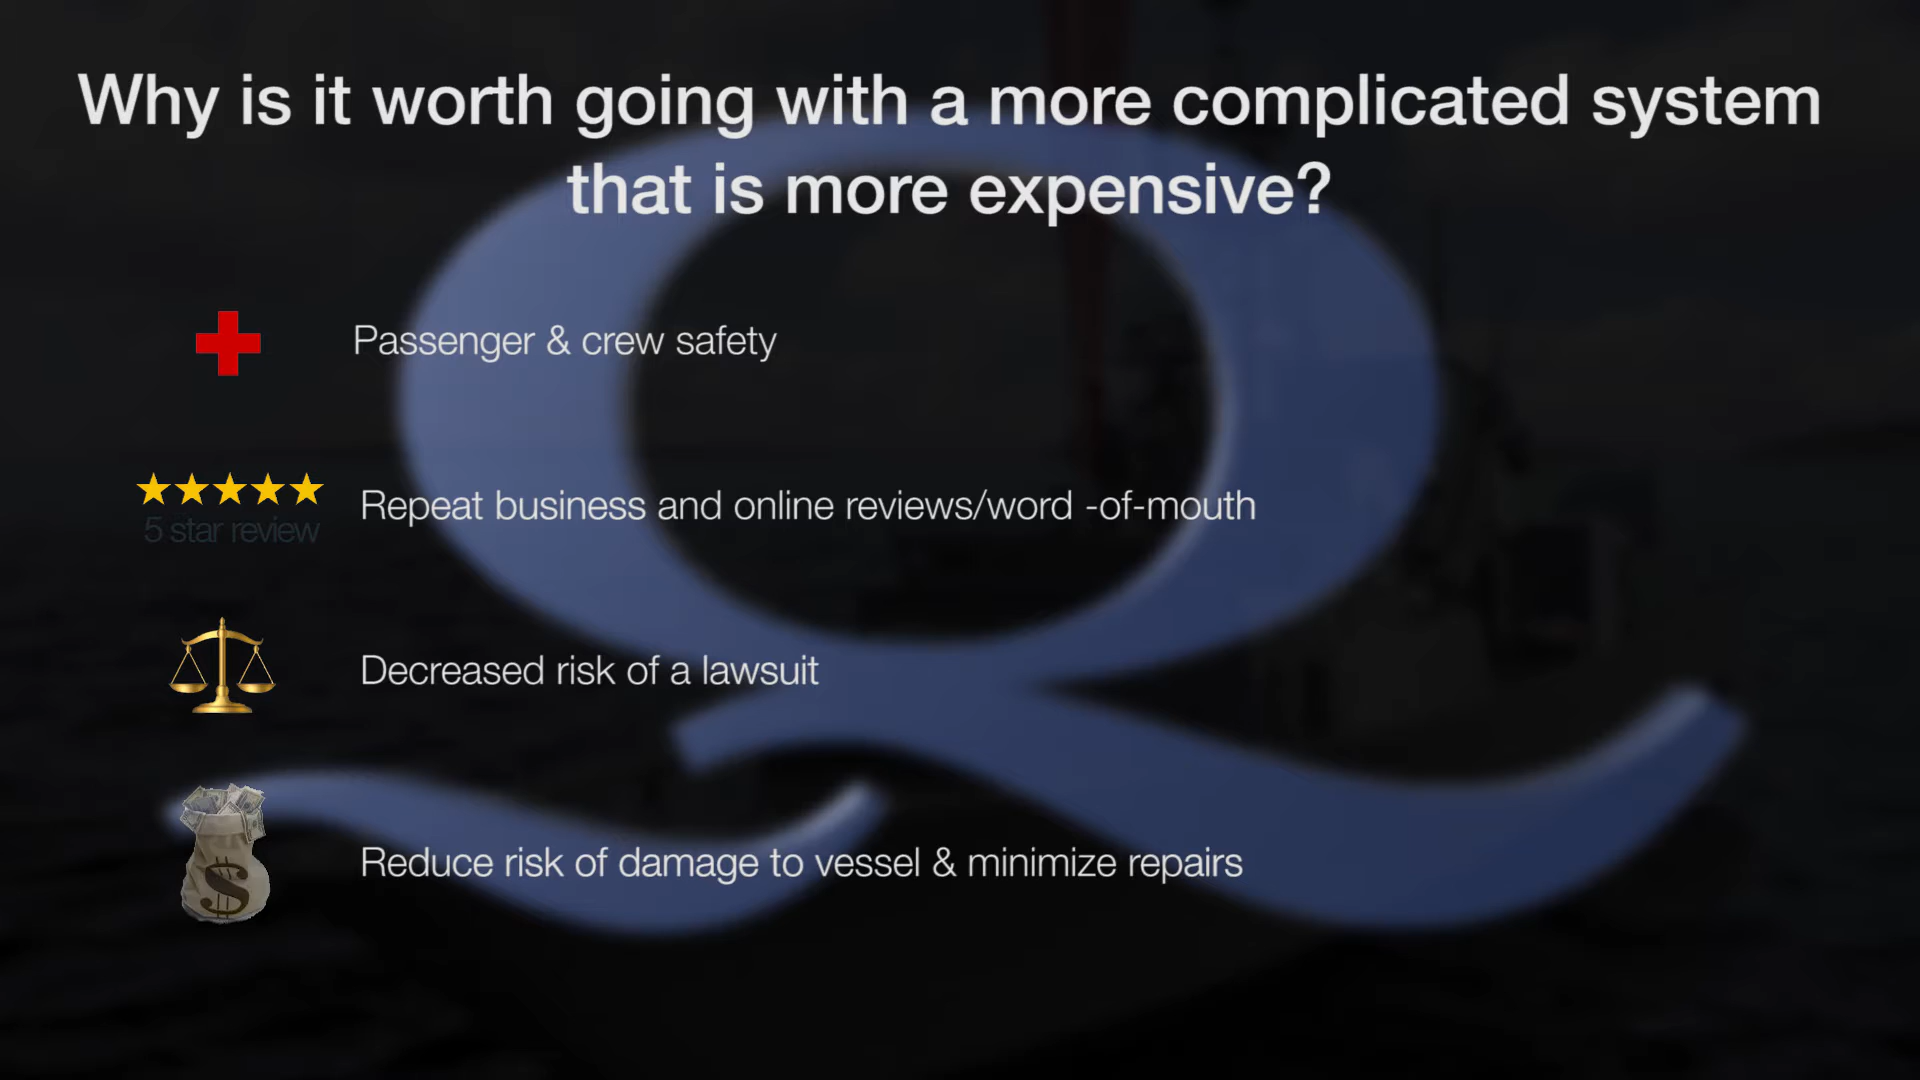 Why is it worth going with a more complicated system
that is more expensive?
Passenger & crew safety
5 star review
Repeat business and online reviews/word -of-mouth
Decreased risk of a lawsuit
$
Reduce risk of damage to vessel & minimize repairs
Q